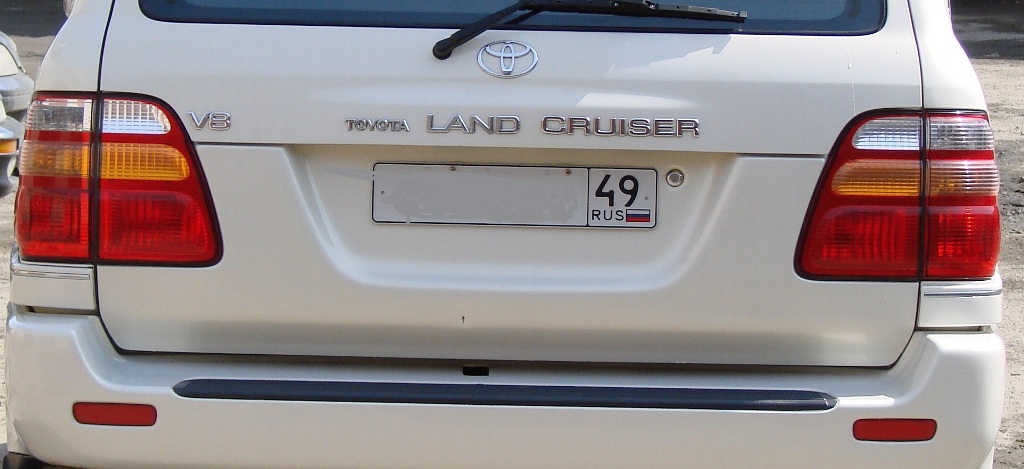 V8 TOYOTA LAND CRUISER
49
RUS